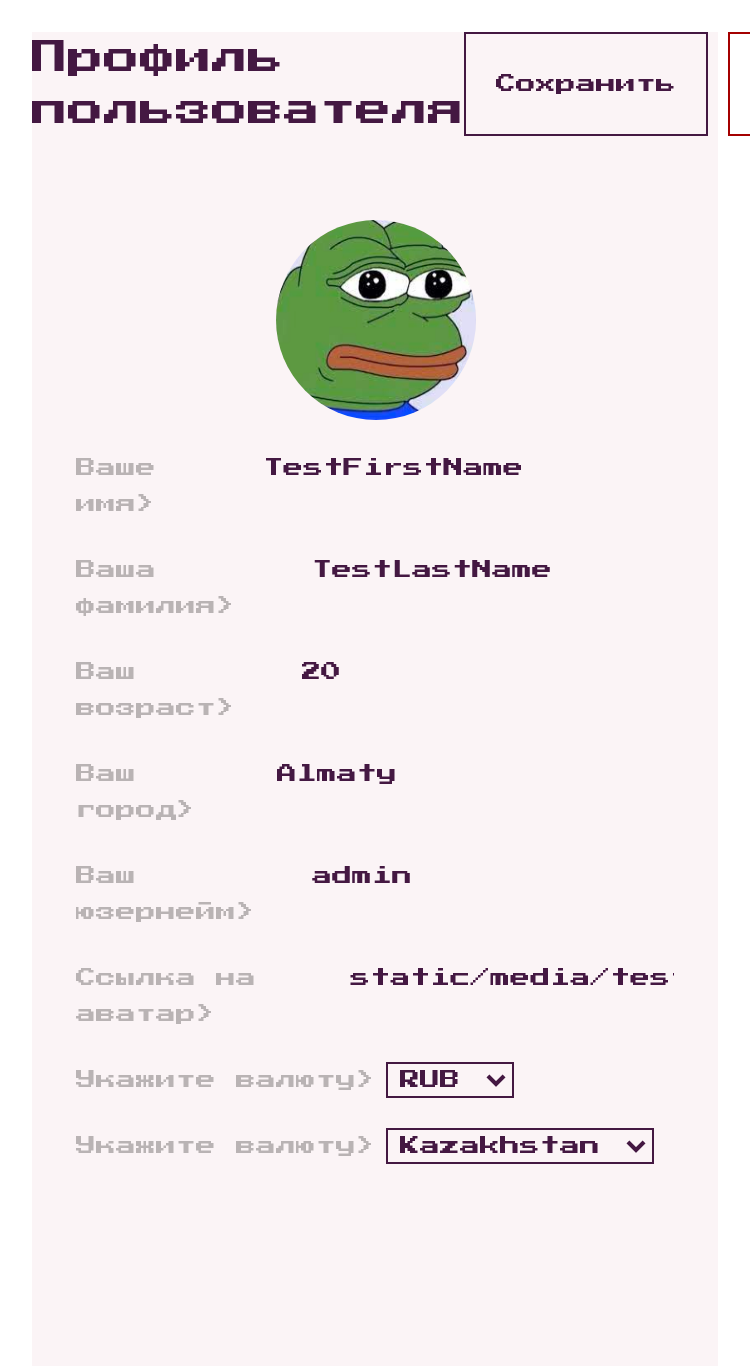 Профиль
пользователя
Сохранить
Ваше
имя>
TestFirstName
Ваша
фамилия>
TestLastName
Ваш
возраст>
20
Ваш
город>
Almaty
Ваш
юзернейм>
admin
Ссылка на
аватар>
static/media/tes
Укажите валюту> RUB
Укажите валюту> Kazakhstan